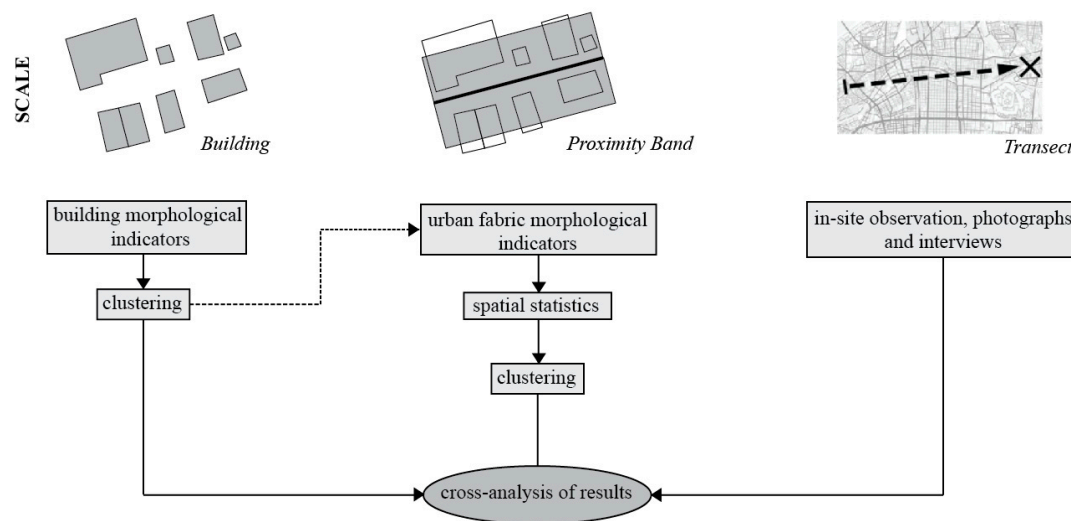 SCALE
Building
Proximity Band
Transect
building morphological
indicators
clustering
urban fabric morphological
indicators
spatial statistics
clustering
in-site observation, photographs
and interviews
cross-analysis of results